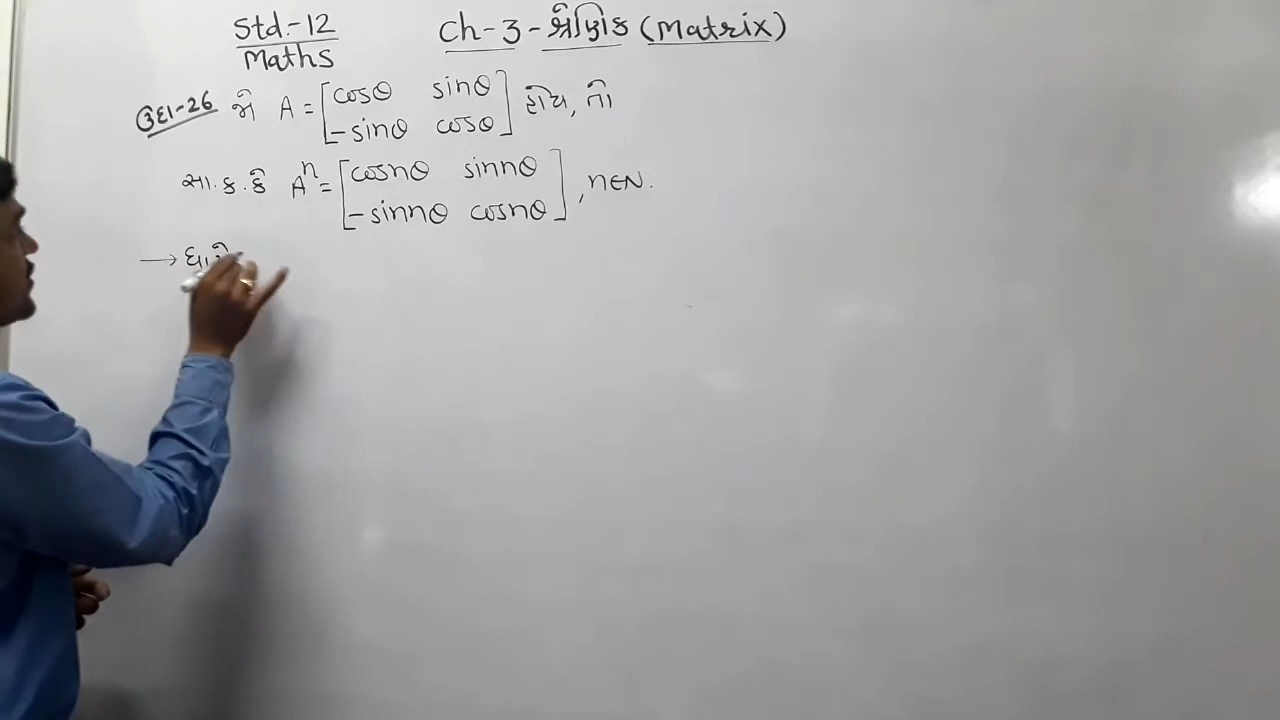 Std.-12
Maths
Ch-3-શ્રેણિક (Matrix)
ઉદા-26 જો A = [cosθ sinθ
-sinθ cosθ] હોય, તો
સા.ક.કે Aⁿ = [cosnθ sinnθ
-sinnθ cosnθ], n∈N.
→